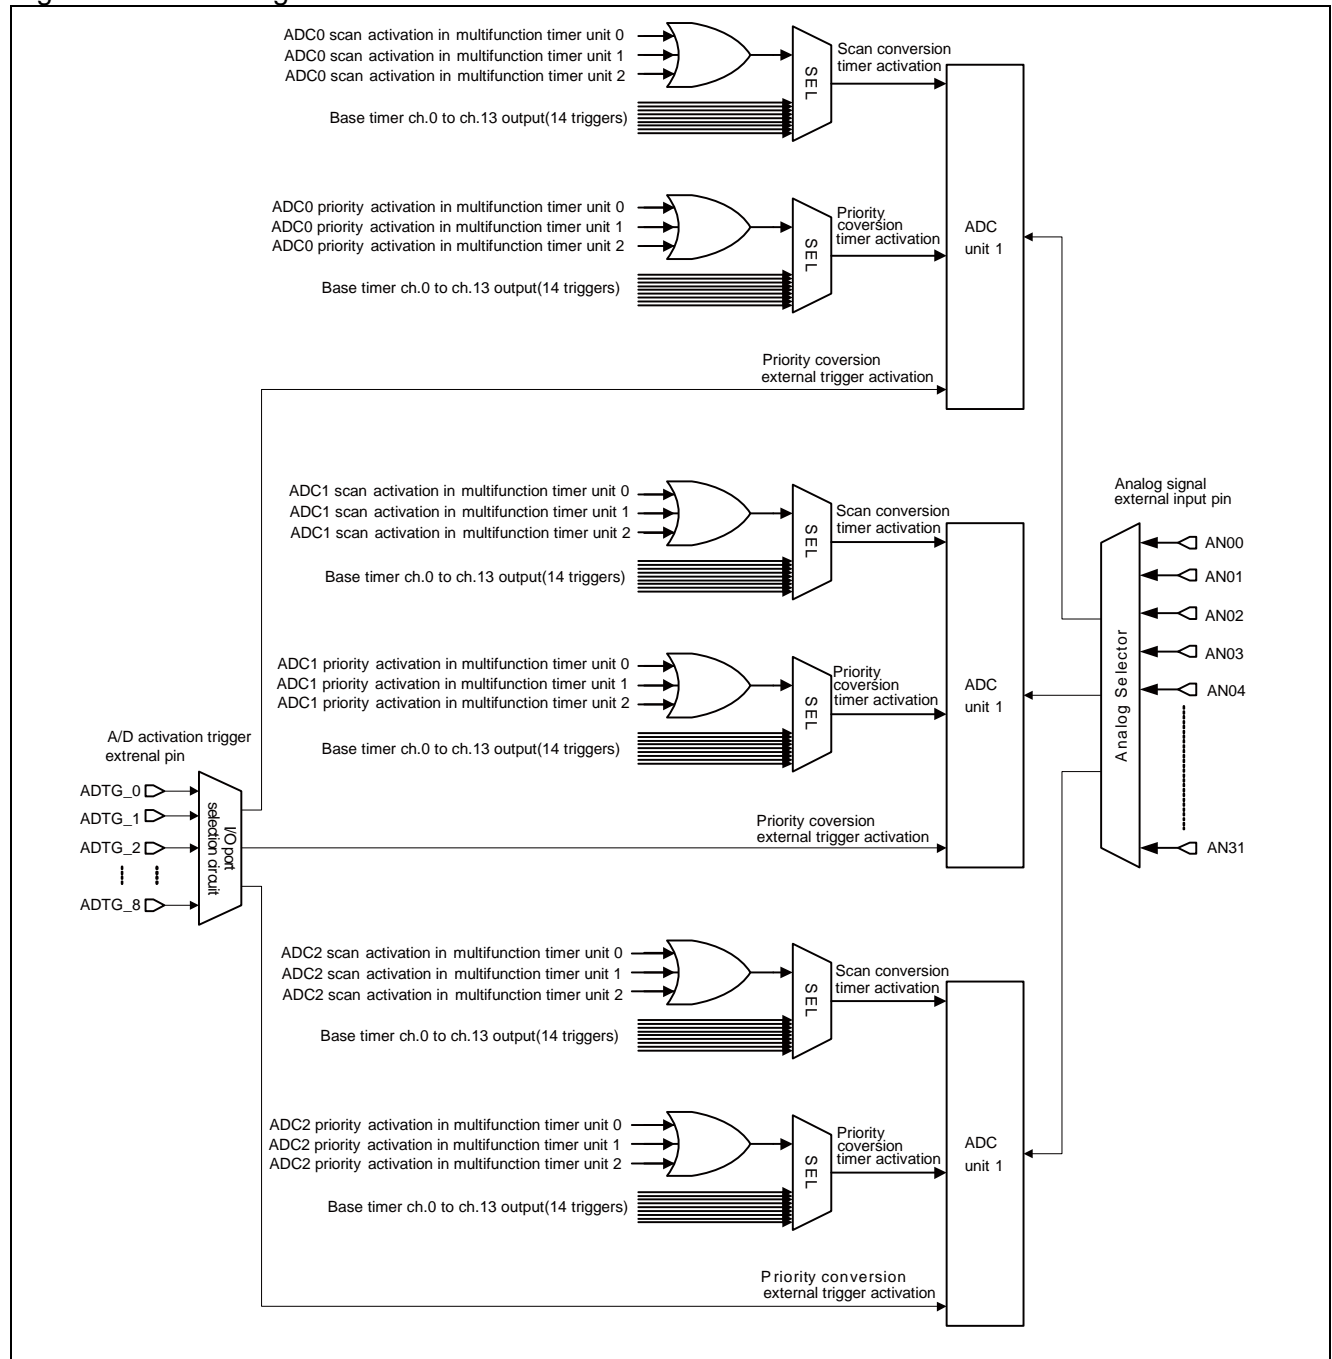 ADC0 scan activation in multifunction timer unit 0
ADC0 scan activation in multifunction timer unit 1
ADC0 scan activation in multifunction timer unit 2
Base timer ch.0 to ch.13 output(14 triggers)
SEL
Scan conversion
timer activation
ADC0 priority activation in multifunction timer unit 0
ADC0 priority activation in multifunction timer unit 1
ADC0 priority activation in multifunction timer unit 2
Base timer ch.0 to ch.13 output(14 triggers)
SEL
Priority
coversion
timer activation
ADC
unit 1
Priority coversion
external trigger activation
ADC1 scan activation in multifunction timer unit 0
ADC1 scan activation in multifunction timer unit 1
ADC1 scan activation in multifunction timer unit 2
Base timer ch.0 to ch.13 output(14 triggers)
SEL
Scan conversion
timer activation
ADC1 priority activation in multifunction timer unit 0
ADC1 priority activation in multifunction timer unit 1
ADC1 priority activation in multifunction timer unit 2
Base timer ch.0 to ch.13 output(14 triggers)
SEL
Priority
coversion
timer activation
ADC
unit 1
Priority coversion
external trigger activation
Analog signal
external input pin
AN00
AN01
AN02
AN03
AN04
AN31
Analog Selector
A/D activation trigger
extrenal pin
ADTG_0
ADTG_1
ADTG_2
ADTG_8
I/O port
selection circuit
ADC2 scan activation in multifunction timer unit 0
ADC2 scan activation in multifunction timer unit 1
ADC2 scan activation in multifunction timer unit 2
Base timer ch.0 to ch.13 output(14 triggers)
SEL
Scan conversion
timer activation
ADC2 priority activation in multifunction timer unit 0
ADC2 priority activation in multifunction timer unit 1
ADC2 priority activation in multifunction timer unit 2
Base timer ch.0 to ch.13 output(14 triggers)
SEL
Priority
coversion
timer activation
ADC
unit 1
Priority conversion
external trigger activation